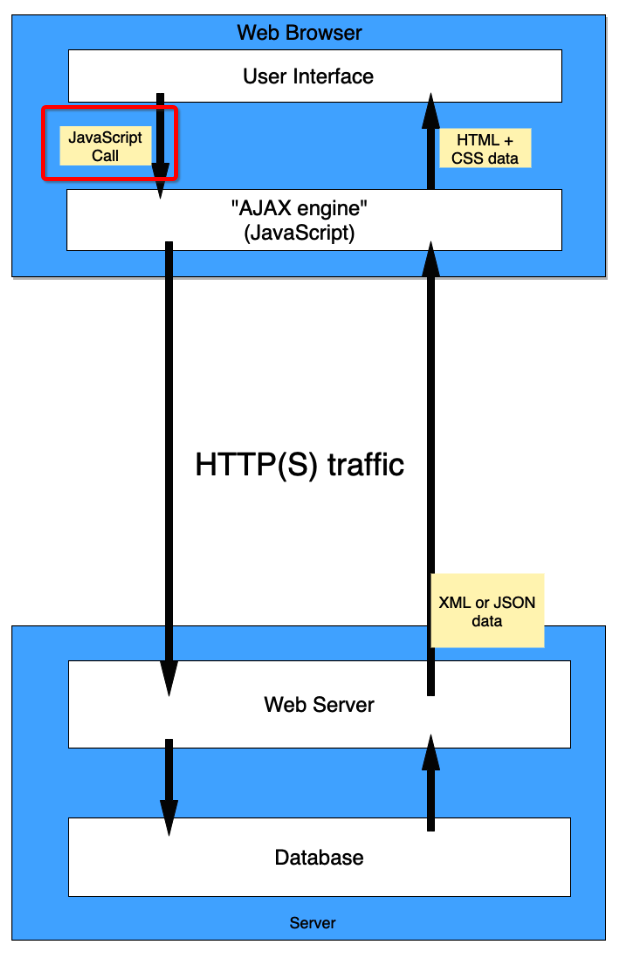 Web Browser
User Interface
JavaScript
Call
HTML +
CSS data
"AJAX engine"
(JavaScript)
HTTP(S) traffic
XML or JSON
data
Web Server
Database
Server